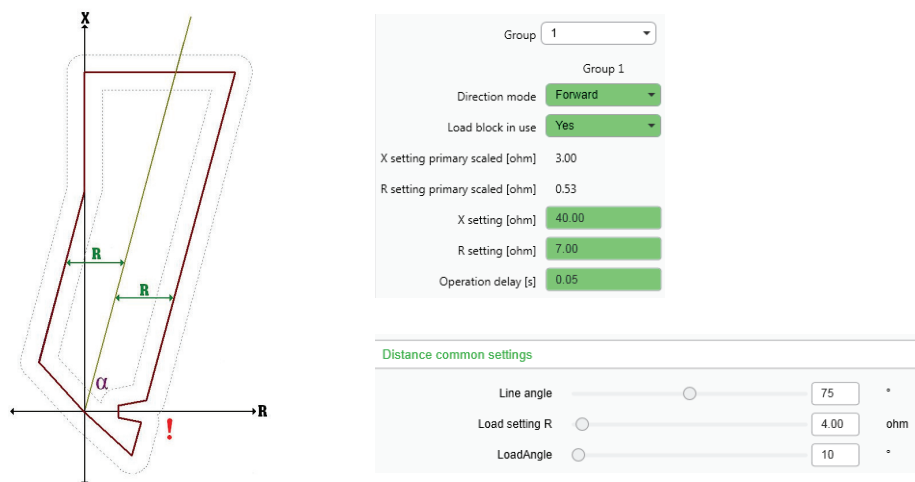 X
R
R
α
R
!
Group 1
Group 1
Direction mode Forward
Load block in use Yes
X setting primary scaled [ohm] 3.00
R setting primary scaled [ohm] 0.53
X setting [ohm] 40.00
R setting [ohm] 7.00
Operation delay [s] 0.05
Distance common settings
Line angle 75 °
Load setting R 4.00 ohm
LoadAngle 10 °